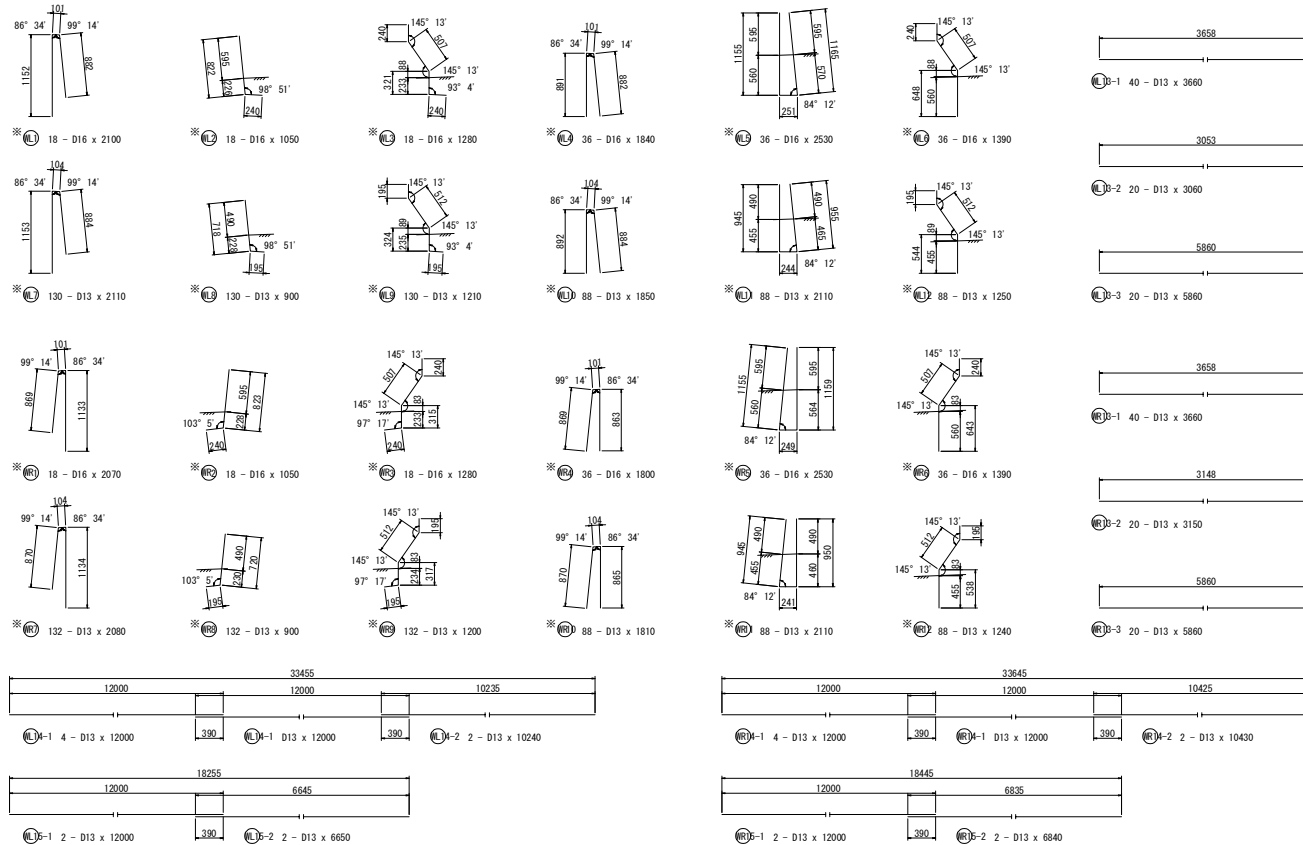 101
86° 34′ 99° 14′
1152 882
※ WL1 18 - D16 x 2100
595
822
226
98° 51′
240
※ WL2 18 - D16 x 1050
145° 13′
240
507
88
321
233
145° 13′
93° 4′
240
※ WL3 18 - D16 x 1280
101
86° 34′ 99° 14′
891 882
※ WL4 36 - D16 x 1840
1155 595 595 1165
560 570
84° 12′
251
※ WL5 36 - D16 x 2530
145° 13′
240
507
88
145° 13′
648 560
※ WL6 36 - D16 x 1390
3658
WL13-1 40 - D13 x 3660
3053
WL13-2 20 - D13 x 3060
104
86° 34′ 99° 14′
1153 884
※ WL7 130 - D13 x 2110
490
718
228
98° 51′
195
※ WL8 130 - D13 x 900
145° 13′
195
512
89
324
235
145° 13′
93° 4′
195
※ WL9 130 - D13 x 1210
104
86° 34′ 99° 14′
892 884
※ WL10 88 - D13 x 1850
945 490 490 955
455 465
84° 12′
244
※ WL11 88 - D13 x 2110
145° 13′
195
512
89
145° 13′
544 455
※ WL12 88 - D13 x 1250
5860
WL13-3 20 - D13 x 5860
101
99° 14′ 86° 34′
869 1133
※ WR1 18 - D16 x 2070
595
823
228
103° 5′
240
※ WR2 18 - D16 x 1050
145° 13′
240
507
83
145° 13′
233 315
97° 17′
240
※ WR3 18 - D16 x 1280
101
99° 14′ 86° 34′
869 863
※ WR4 36 - D16 x 1800
1155 595 595 1159
560 564
84° 12′
249
※ WR5 36 - D16 x 2530
145° 13′
240
507
83
145° 13′
560 643
※ WR6 36 - D16 x 1390
3658
WR13-1 40 - D13 x 3660
3148
WR13-2 20 - D13 x 3150
104
99° 14′ 86° 34′
870 1134
※ WR7 132 - D13 x 2080
490
720
230
103° 5′
195
※ WR8 132 - D13 x 900
145° 13′
195
512
83
145° 13′
234 317
97° 17′
195
※ WR9 132 - D13 x 1200
104
99° 14′ 86° 34′
870 865
※ WR10 88 - D13 x 1810
945 490 490 950
455 460
84° 12′
241
※ WR11 88 - D13 x 2110
145° 13′
195
512
83
145° 13′
455 538
※ WR12 88 - D13 x 1240
5860
WR13-3 20 - D13 x 5860
33455
12000 12000 10235
WL14-1 4 - D13 x 12000 390 WL14-1 D13 x 12000 390 WL14-2 2 - D13 x 10240
33645
12000 12000 10425
WR14-1 4 - D13 x 12000 390 WR14-1 D13 x 12000 390 WR14-2 2 - D13 x 10430
18255
12000 6645
WL15-1 2 - D13 x 12000 390 WL15-2 2 - D13 x 6650
18445
12000 6835
WR15-1 2 - D13 x 12000 390 WR15-2 2 - D13 x 6840